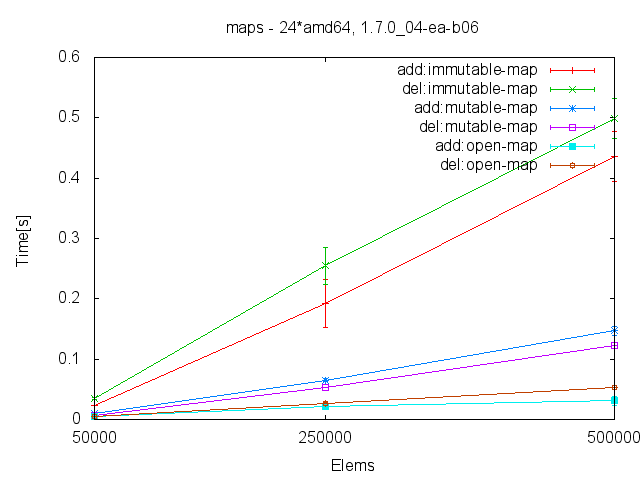 maps - 24*amd64, 1.7.0_04-ea-b06
0.6
0.5
0.4
0.3
0.2
0.1
0
Time[s]
add:immutable-map
del:immutable-map
add:mutable-map
del:mutable-map
add:open-map
del:open-map
50000 250000 500000
Elems